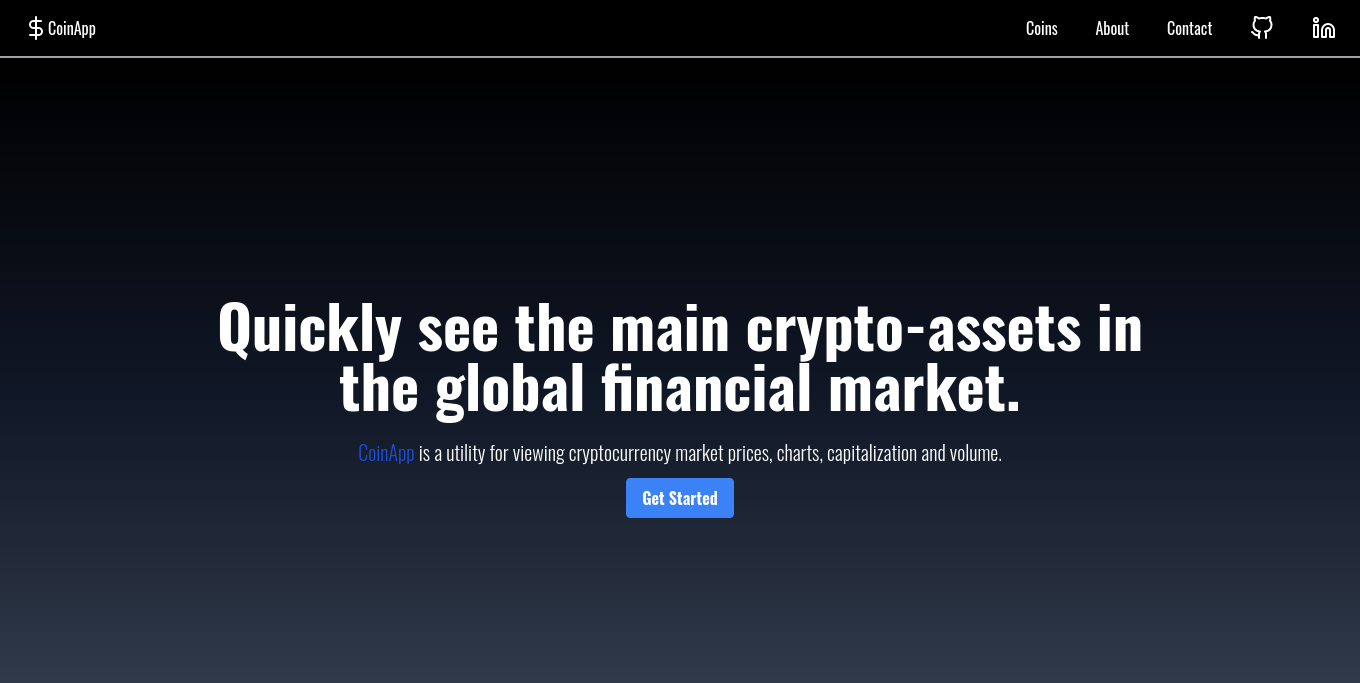 CoinApp
Coins
About
Contact
Quickly see the main crypto-assets in
the global financial market.
CoinApp is a utility for viewing cryptocurrency market prices, charts, capitalization and volume.
Get Started